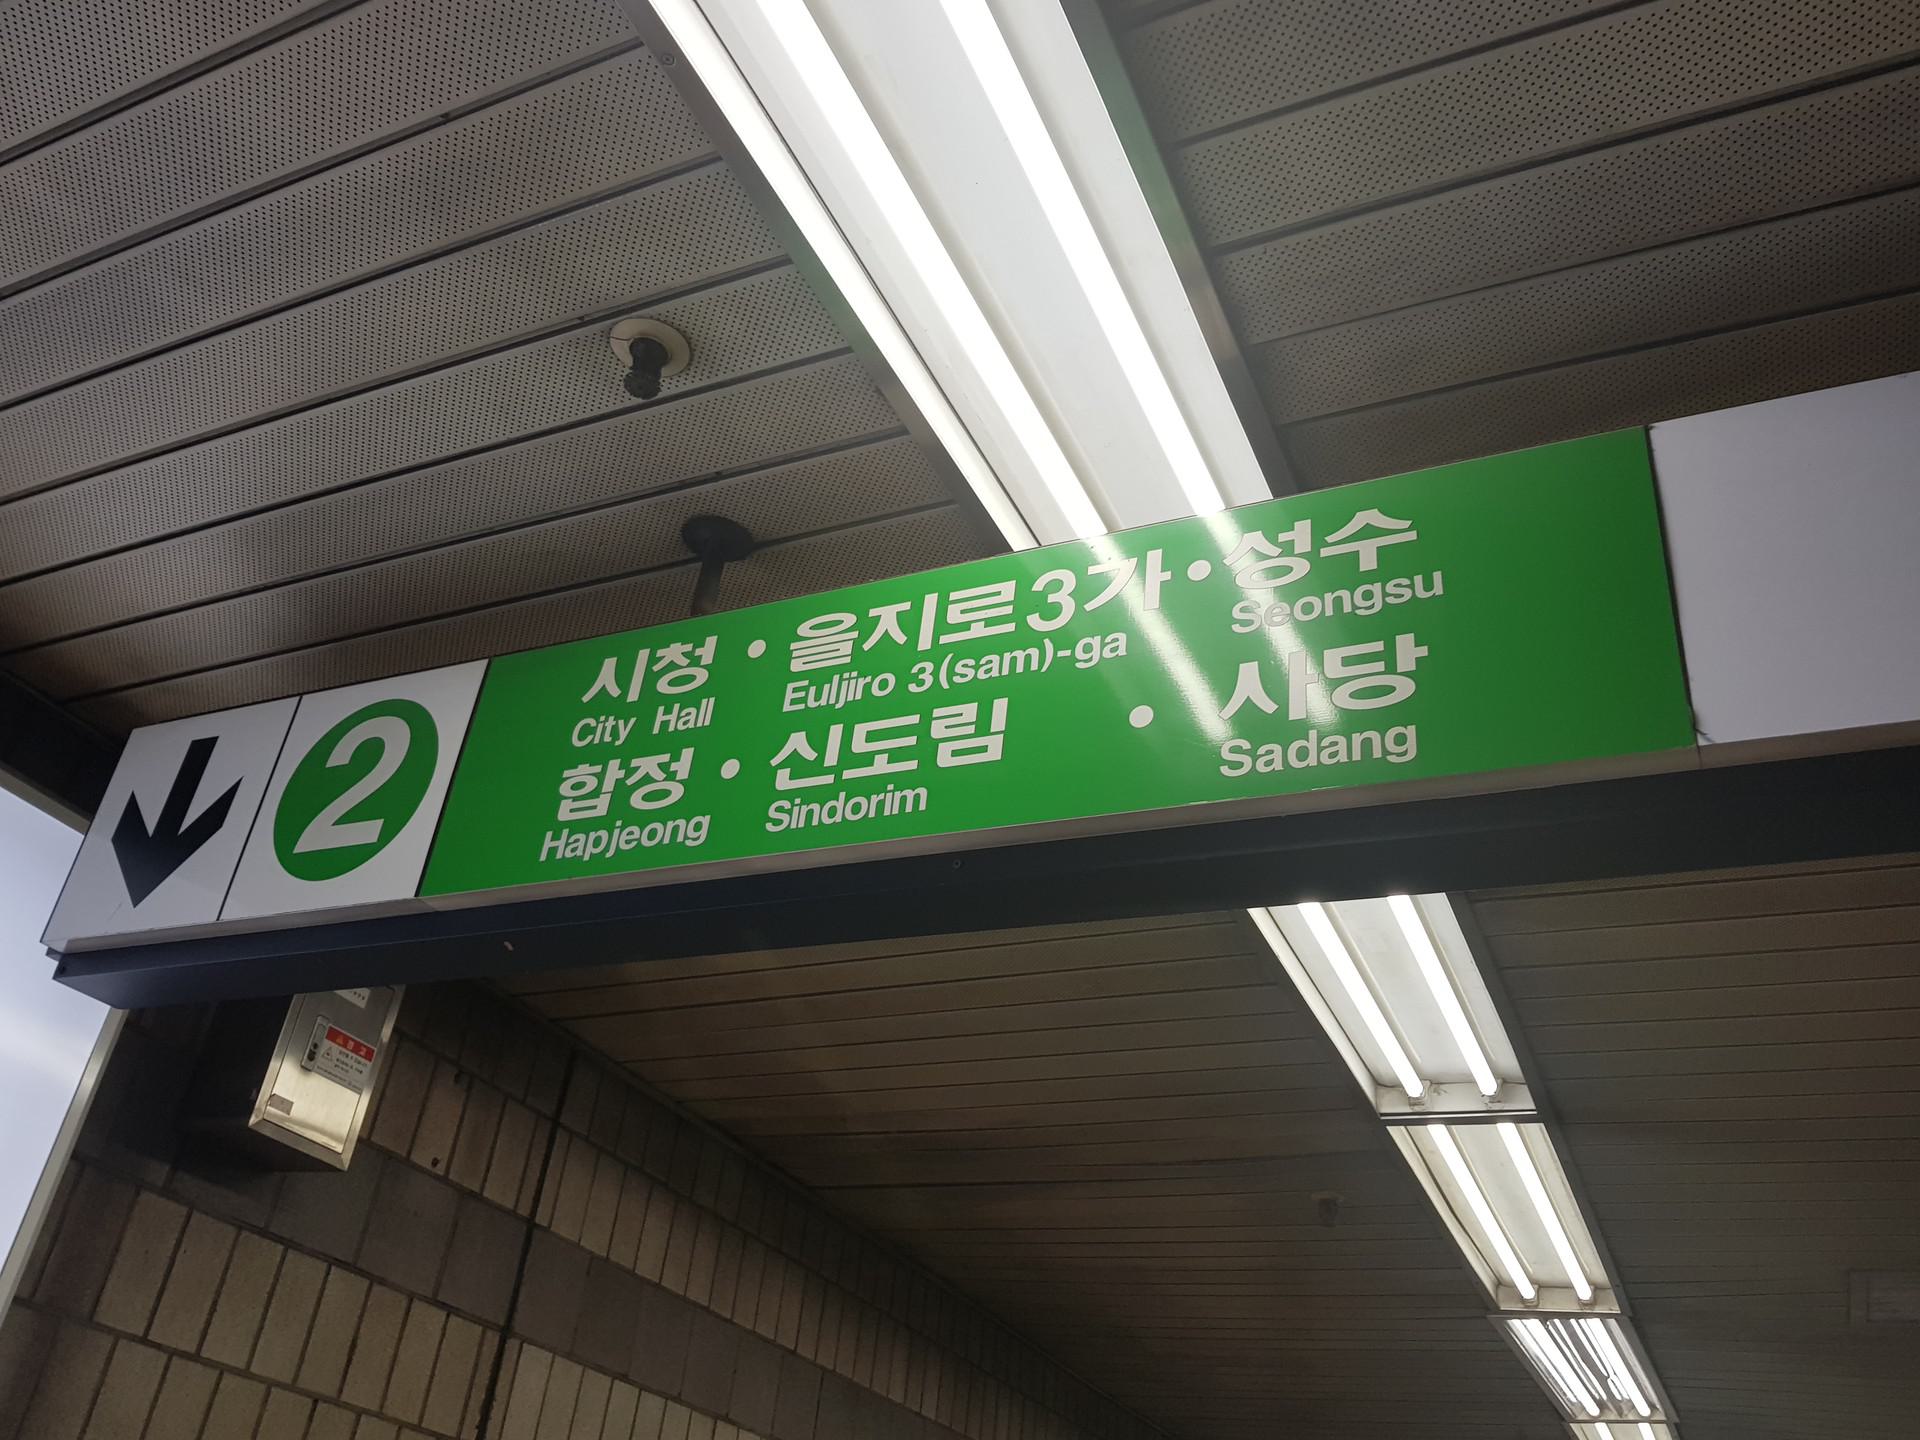 2
시청 • 을지로3가 • 성수
City Hall Euljiro 3(sam)-ga Seongsu
합정 • 신도림 • 사당
Hapjeong Sindorim Sadang